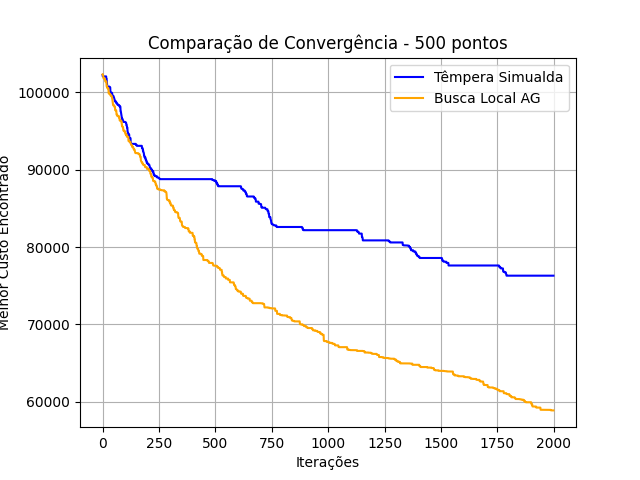 Comparação de Convergência - 500 pontos
Têmpera Simualda
Busca Local AG
Melhor Custo Encontrado
100000
90000
80000
70000
60000
0 250 500 750 1000 1250 1500 1750 2000
Iterações